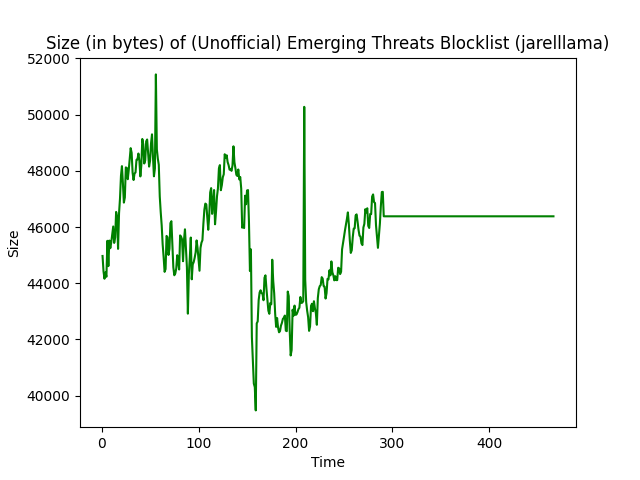 Size (in bytes) of (Unofficial) Emerging Threats Blocklist (jarelllama)
52000
50000
48000
46000
44000
42000
40000
Size
0 100 200 300 400
Time